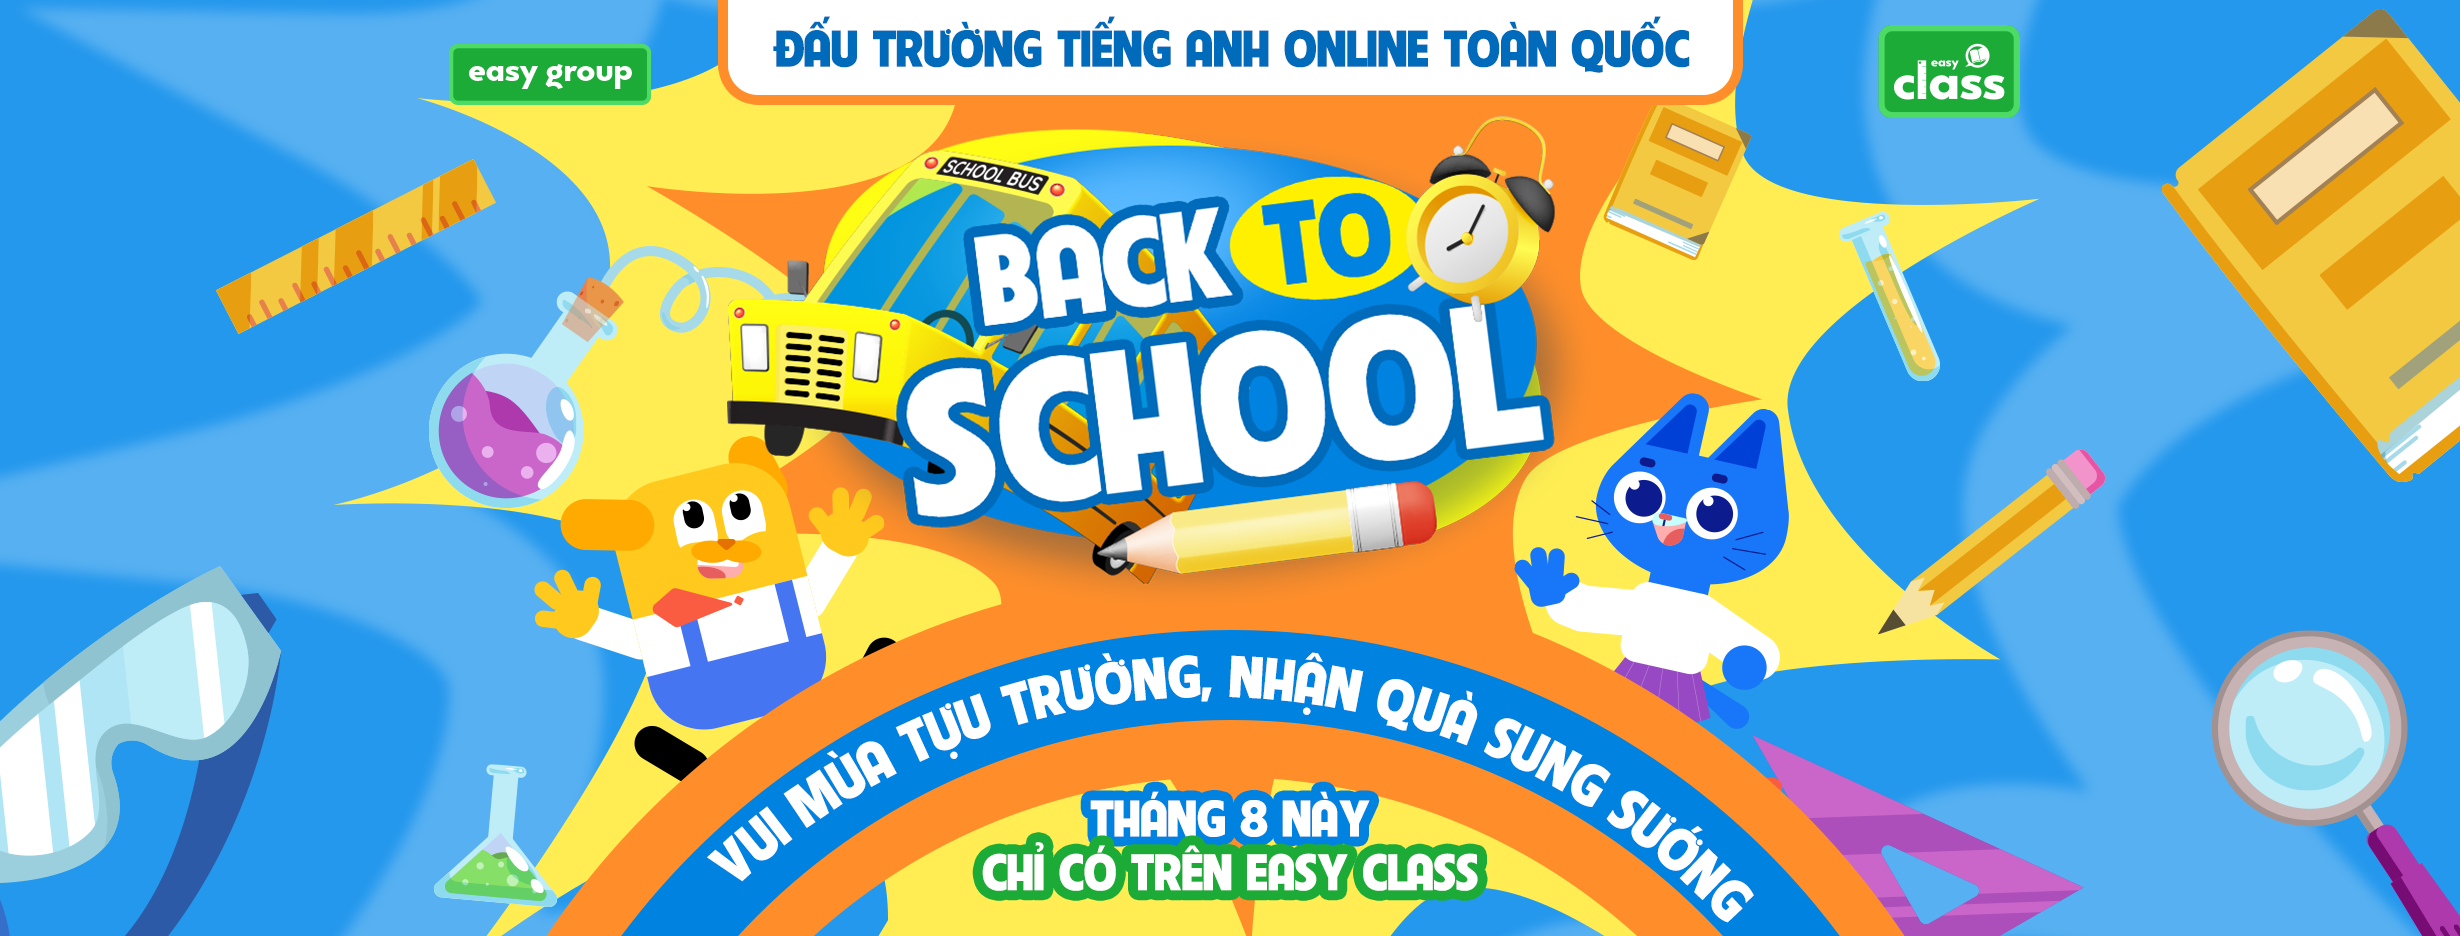 ĐẤU TRƯỜNG TIẾNG ANH ONLINE TOÀN QUỐC
easy group
easy
class
SCHOOL BUS
BACK TO
SCHOOL
VUI MÙA TỰU TRƯỜNG, NHẬN QUÀ SUNG SƯỚNG
THÁNG 8 NÀY
CHỈ CÓ TRÊN EASY CLASS